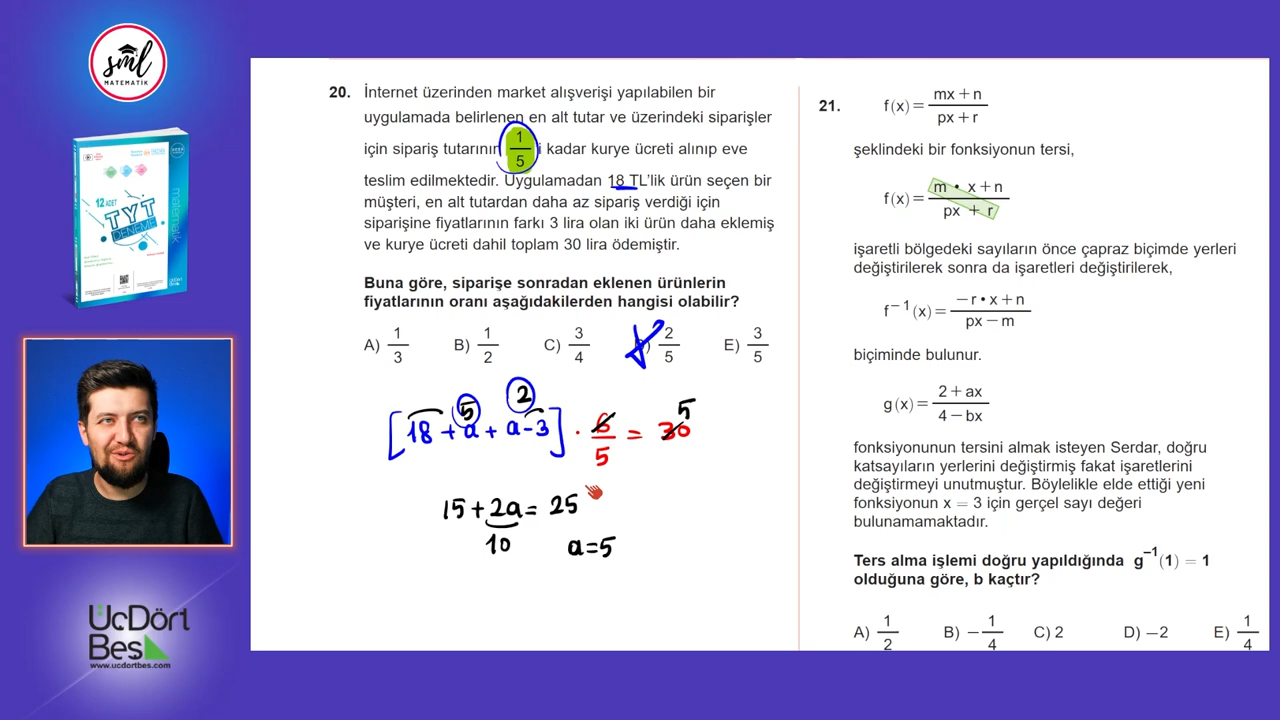 sml
MATEMATİK
12 ADET
TYT
DENEME
matematik
ÜçDört
Beş
www.ucdortbes.com
20. İnternet üzerinden market alışverişi yapılabilen bir
uygulamada belirlenen en alt tutar ve üzerindeki siparişler
için sipariş tutarının 1/5 i kadar kurye ücreti alınıp eve
teslim edilmektedir. Uygulamadan 18 TL'lik ürün seçen bir
müşteri, en alt tutardan daha az sipariş verdiği için
siparişine fiyatlarının farkı 3 lira olan iki ürün daha eklemiş
ve kurye ücreti dahil toplam 30 lira ödemiştir.
Buna göre, siparişe sonradan eklenen ürünlerin
fiyatlarının oranı aşağıdakilerden hangisi olabilir?
A) 1/3 B) 1/2 C) 3/4 D) 2/5 E) 3/5
5 2
[18 + a + a - 3] · 6/5 = 30 5
15 + 2a = 25
10 a = 5
21. f(x) = (mx + n)/(px + r)
şeklindeki bir fonksiyonun tersi,
f(x) = (m • x + n)/(px + r)
işaretli bölgedeki sayıların önce çapraz biçimde yerleri
değiştirilerek sonra da işaretleri değiştirilerek,
f⁻¹(x) = (−r • x + n)/(px − m)
biçiminde bulunur.
g(x) = (2 + ax)/(4 − bx)
fonksiyonunun tersini almak isteyen Serdar, doğru
katsayıların yerlerini değiştirmiş fakat işaretlerini
değiştirmeyi unutmuştur. Böylelikle elde ettiği yeni
fonksiyonun x = 3 için gerçel sayı değeri
bulunamamaktadır.
Ters alma işlemi doğru yapıldığında g⁻¹(1) = 1
olduğuna göre, b kaçtır?
A) 1/2 B) −1/4 C) 2 D) −2 E) 1/4